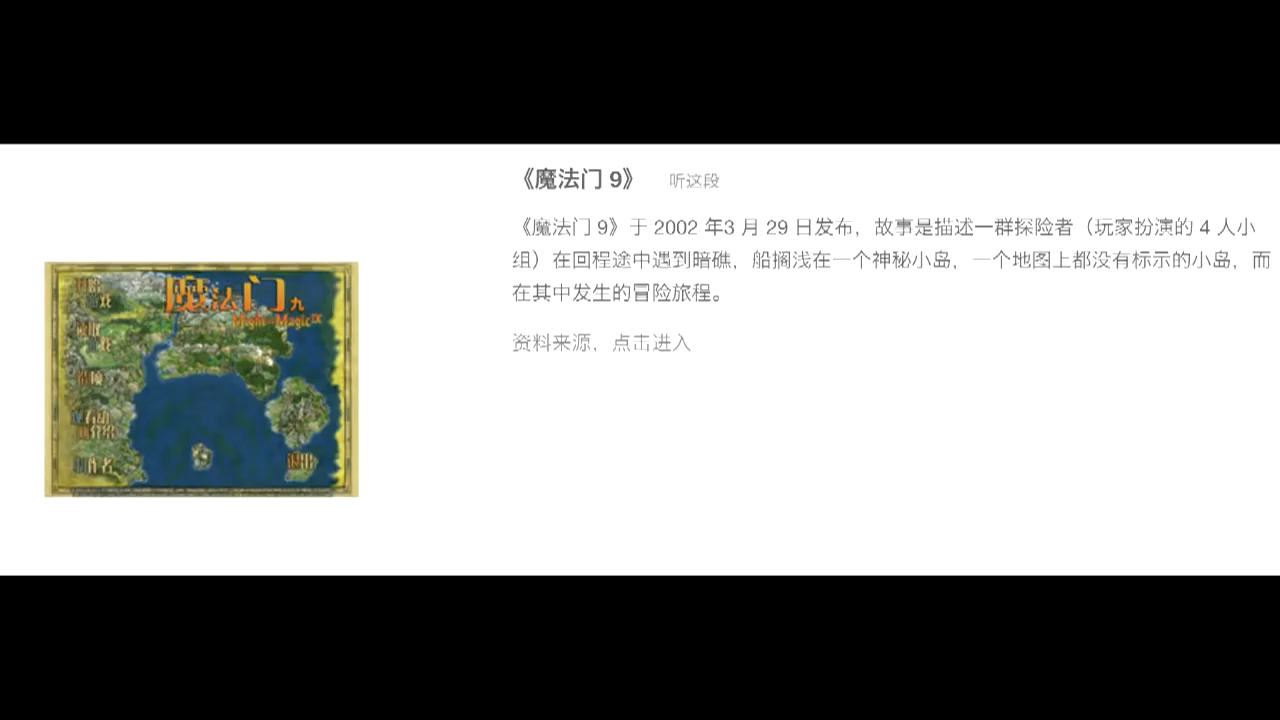 《魔法门 9》 听这段
《魔法门 9》于 2002 年3 月 29 日发布，故事是描述一群探险者（玩家扮演的 4 人小
组）在回程途中遇到暗礁，船搁浅在一个神秘小岛，一个地图上都没有标示的小岛，而
在其中发生的冒险旅程。
资料来源，点击进入
魔法门九
Might and Magic IX
制作者
退出